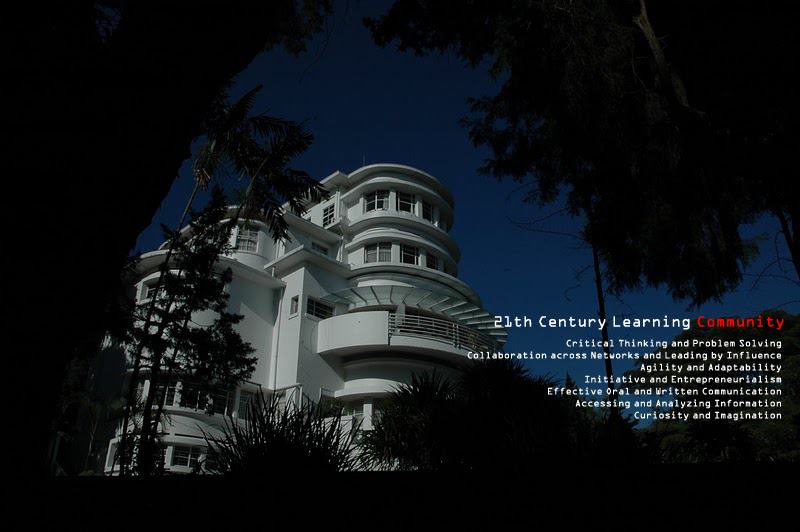 21th Century Learning Community
Critical Thinking and Problem Solving
Collaboration across Networks and Leading by Influence
Agility and Adaptability
Initiative and Entrepreneurialism
Effective Oral and Written Communication
Accessing and Analyzing Information
Curiosity and Imagination